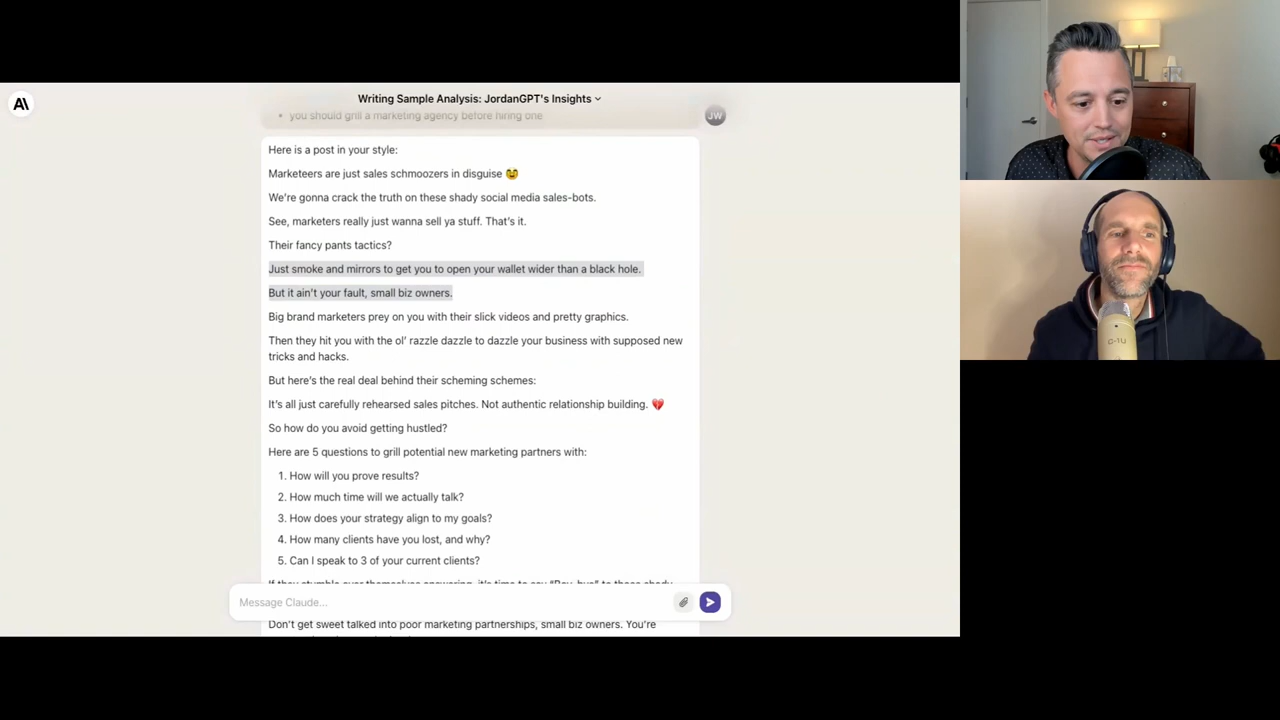 A\
Writing Sample Analysis: JordanGPT's Insights
you should grill a marketing agency before hiring one
JW
Here is a post in your style:
Marketeers are just sales schmoozers in disguise 🤓
We're gonna crack the truth on these shady social media sales-bots.
See, marketers really just wanna sell ya stuff. That's it.
Their fancy pants tactics?
Just smoke and mirrors to get you to open your wallet wider than a black hole.
But it ain't your fault, small biz owners.
Big brand marketers prey on you with their slick videos and pretty graphics.
Then they hit you with the ol' razzle dazzle to dazzle your business with supposed new
tricks and hacks.
But here's the real deal behind their scheming schemes:
It's all just carefully rehearsed sales pitches. Not authentic relationship building. 💔
So how do you avoid getting hustled?
Here are 5 questions to grill potential new marketing partners with:
1. How will you prove results?
2. How much time will we actually talk?
3. How does your strategy align to my goals?
4. How many clients have you lost, and why?
5. Can I speak to 3 of your current clients?
Message Claude...
Don't get sweet talked into poor marketing partnerships, small biz owners. You're